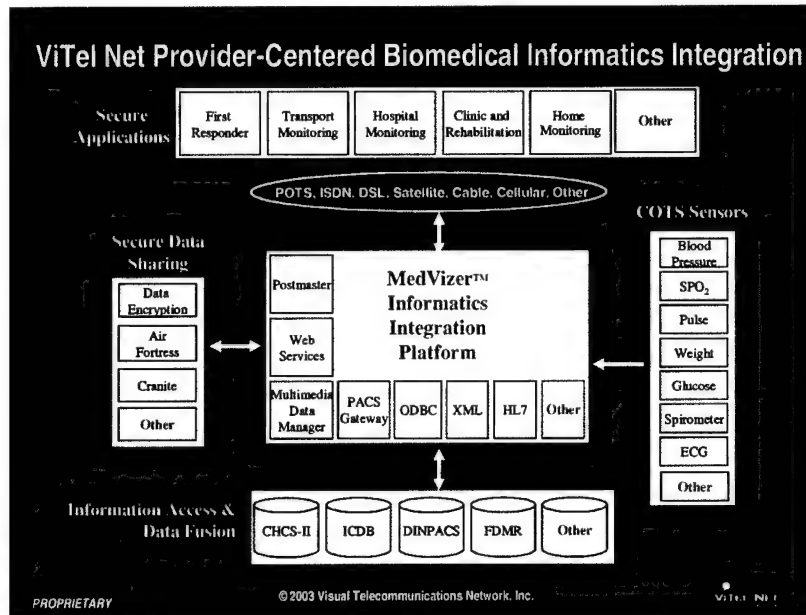 ViTel Net Provider-Centered Biomedical Informatics Integration
Secure
Applications
First
Responder
Transport
Monitoring
Hospital
Monitoring
Clinic and
Rehabilitation
Home
Monitoring
Other
POTS, ISDN, DSL, Satellite, Cable, Cellular, Other
Secure Data
Sharing
Data
Encryption
Air
Fortress
Cranite
Other
Postmaster
Web
Services
Multimedia
Data
Manager
MedVizer™
Informatics
Integration
Platform
PACS
Gateway
ODBC
XML
HL7
Other
COTS Sensors
Blood
Pressure
SPO₂
Pulse
Weight
Glucose
Spirometer
ECG
Other
Information Access &
Data Fusion
CHCS-II
ICDB
DINPACS
FDMR
Other
PROPRIETARY
© 2003 Visual Telecommunications Network, Inc.
ViTel Net